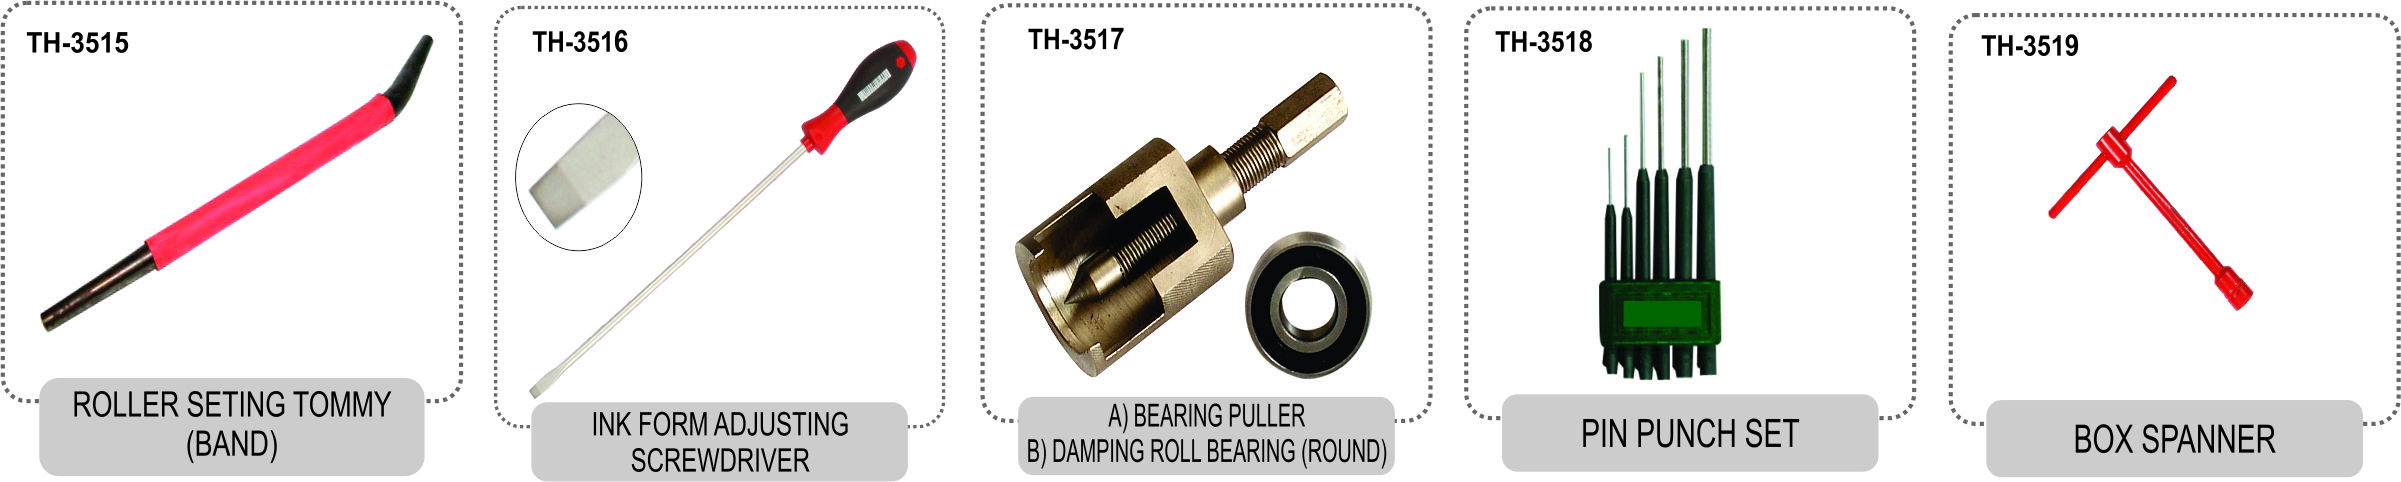 TH-3515
ROLLER SETING TOMMY
(BAND)
TH-3516
INK FORM ADJUSTING
SCREWDRIVER
TH-3517
A) BEARING PULLER
B) DAMPING ROLL BEARING (ROUND)
TH-3518
PIN PUNCH SET
TH-3519
BOX SPANNER